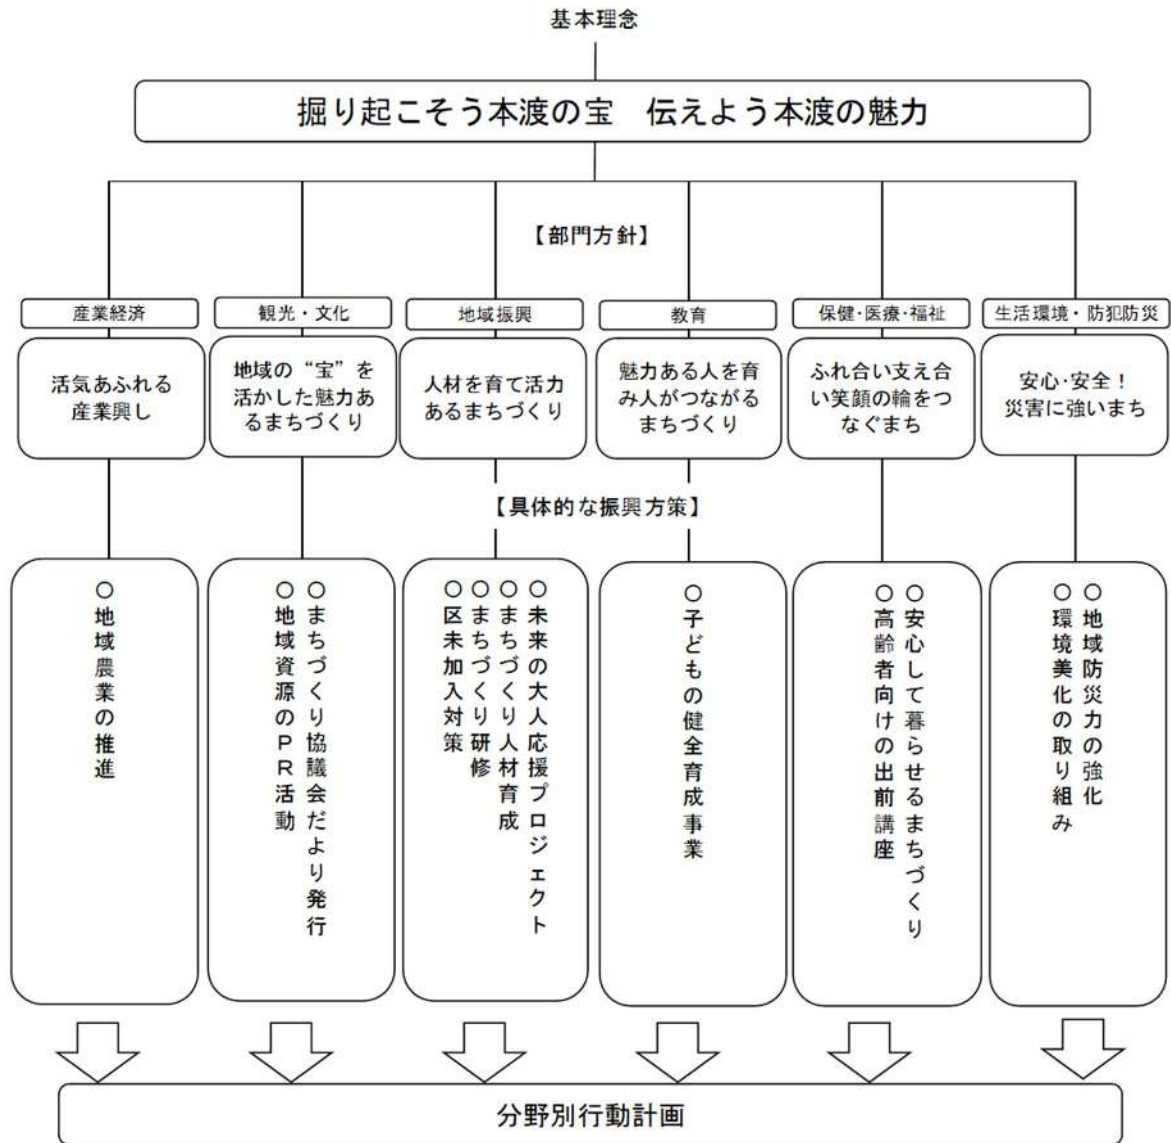 基本理念
掘り起こそう本渡の宝　伝えよう本渡の魅力
【部門方針】
産業経済
活気あふれる
産業興し
観光・文化
地域の“宝”を
活かした魅力あ
るまちづくり
地域振興
人材を育て活力
あるまちづくり
教育
魅力ある人を育
み人がつながる
まちづくり
保健・医療・福祉
ふれ合い支え合
い笑顔の輪をつ
なぐまち
生活環境・防犯防災
安心・安全！
災害に強いまち
【具体的な振興方策】
○地域農業の推進
○まちづくり協議会だより発行
○地域資源のＰＲ活動
○未来の大人応援プロジェクト
○まちづくり人材育成
○まちづくり研修
○区未加入対策
○子どもの健全育成事業
○安心して暮らせるまちづくり
○高齢者向けの出前講座
○地域防災力の強化
○環境美化の取り組み
分野別行動計画